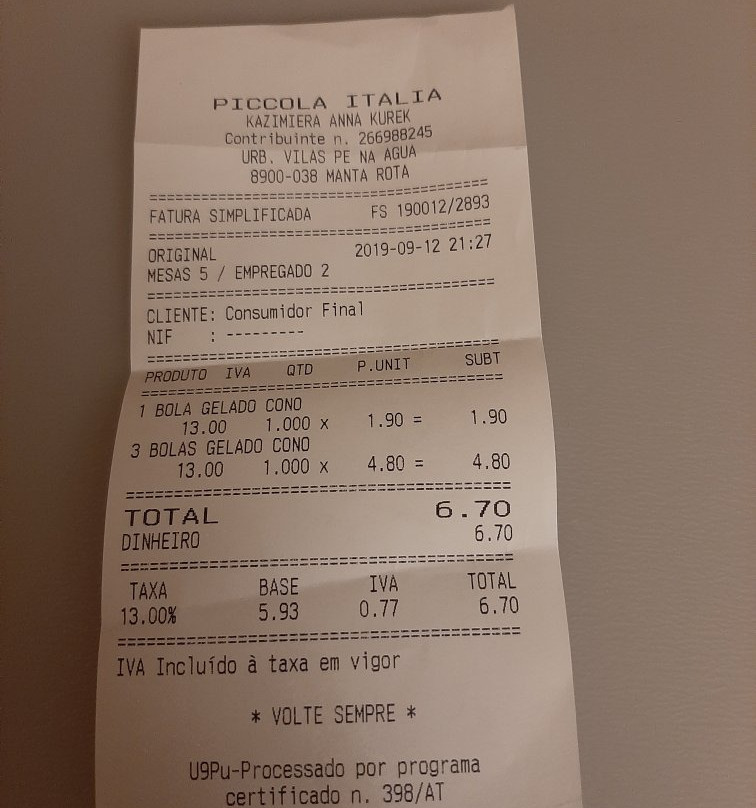 PICCOLA ITALIA
KAZIMIERA ANNA KUREK
Contribuinte n. 266988245
URB. VILAS PE NA AGUA
8900-038 MANTA ROTA
==========================================
FATURA SIMPLIFICADA FS 190012/2893
==========================================
ORIGINAL 2019-09-12 21:27
MESAS 5 / EMPREGADO 2
==========================================
CLIENTE: Consumidor Final
NIF : ---------
==========================================
PRODUTO IVA QTD P.UNIT SUBT
==========================================
1 BOLA GELADO CONO
13.00 1.000 x 1.90 = 1.90
3 BOLAS GELADO CONO
13.00 1.000 x 4.80 = 4.80
==========================================
TOTAL 6.70
DINHEIRO 6.70
==========================================
TAXA BASE IVA TOTAL
13.00% 5.93 0.77 6.70
==========================================
IVA Incluído à taxa em vigor
* VOLTE SEMPRE *
U9Pu-Processado por programa
certificado n. 398/AT